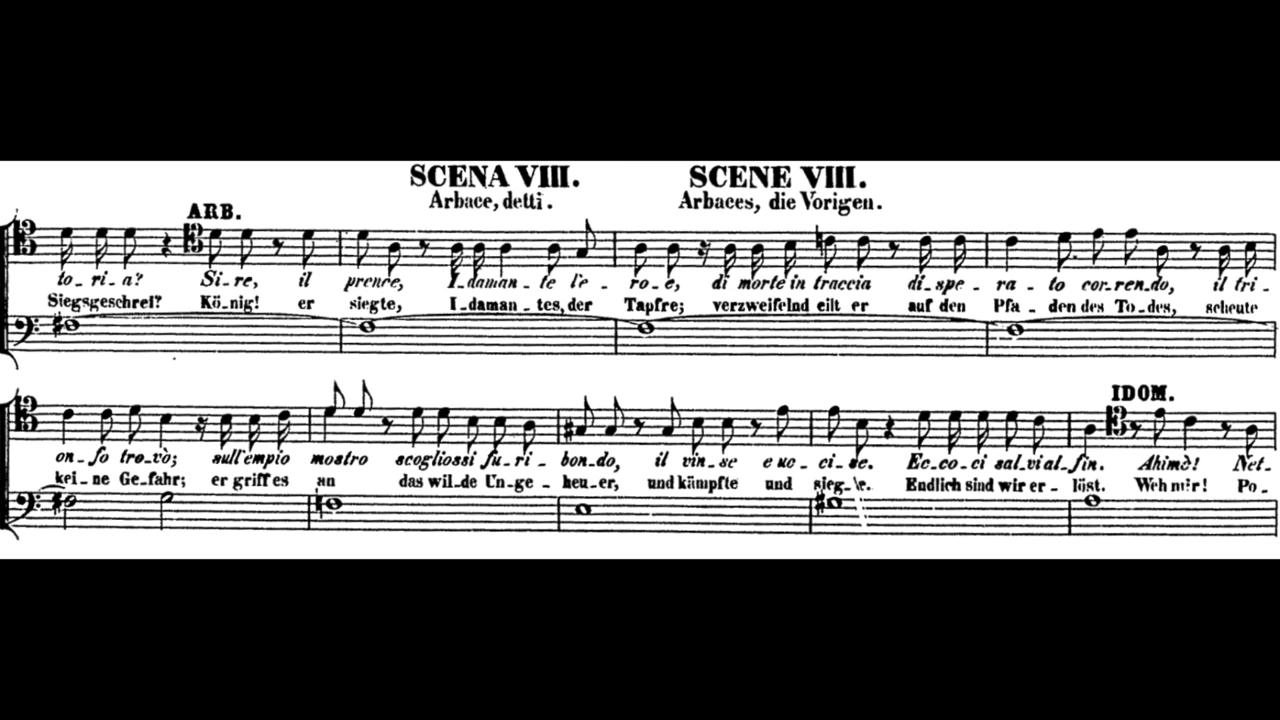 SCENA VIII. SCENE VIII.
Arbace, detti. Arbaces, die Vorigen.
ARB.
to_ri_a? Si_re, il prence, I_daman_te l'e_ro_e, di morte in traccia di_spe_ra_to cor_ren_do, il tri_
Siegsgeschrei? Kö_nig! er siegte, I_daman_tes, der Tapfre; verzweifelnd eilt er auf den Pfa_den des To_des, scheute
IDOM.
on_fo tro_vò; sull'empio mostro scogliossi fu_ri_bon_do, il vin_se e uc_ci_se. Ec_co_ci sal_vi al_fin. Ahimè! Net_
kei_ne Ge_fahr; er griff es an das wil_de Un_ge_heu_er, und kämpfte und sieg_te. Endlich sind wir er_löst. Weh mir! Po_